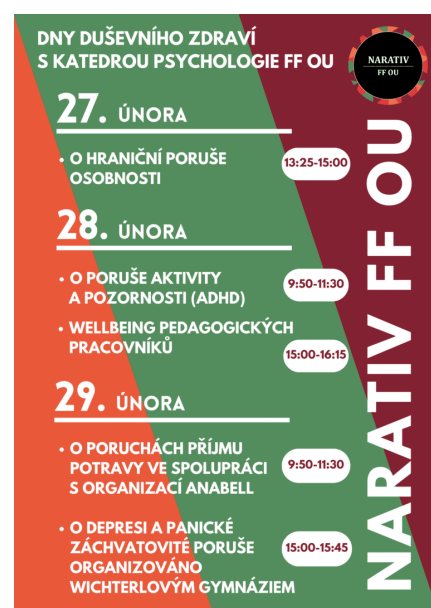 DNY DUŠEVNÍHO ZDRAVÍ
S KATEDROU PSYCHOLOGIE FF OU
NARATIV
FF OU
27. ÚNORA
• O HRANIČNÍ PORUŠE
OSOBNOSTI
13:25-15:00
28. ÚNORA
• O PORUŠE AKTIVITY
A POZORNOSTI (ADHD)
9:50-11:30
• WELLBEING PEDAGOGICKÝCH
PRACOVNÍKŮ
15:00-16:15
29. ÚNORA
• O PORUCHÁCH PŘÍJMU
POTRAVY VE SPOLUPRÁCI
S ORGANIZACÍ ANABELL
9:50-11:30
• O DEPRESI A PANICKÉ
ZÁCHVATOVITÉ PORUŠE
ORGANIZOVÁNO
WICHTERLOVÝM GYMNÁZIEM
15:00-15:45
NARATIV FF OU